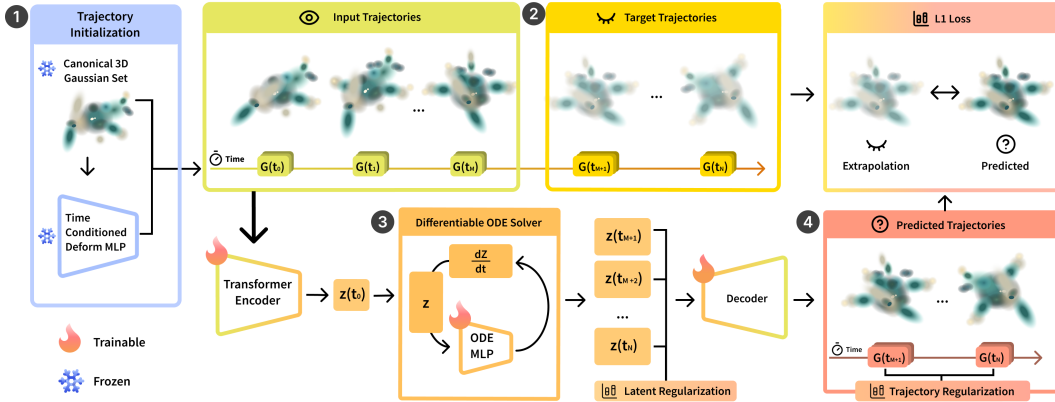 1
Trajectory
Initialization
Canonical 3D
Gaussian Set
Time
Conditioned
Deform MLP
Trainable
Frozen
Input Trajectories
...
Time
G(t₀)
G(t₁)
G(tₘ)
2
Target Trajectories
...
G(tₘ₊₁)
G(tₙ)
L1 Loss
Extrapolation
Predicted
Transformer
Encoder
z(t₀)
3
Differentiable ODE Solver
dZ
dt
z
ODE
MLP
z(tₘ₊₁)
z(tₘ₊₂)
...
z(tₙ)
Latent Regularization
Decoder
4
Predicted Trajectories
...
Time
G(tₘ₊₁)
G(tₙ)
Trajectory Regularization